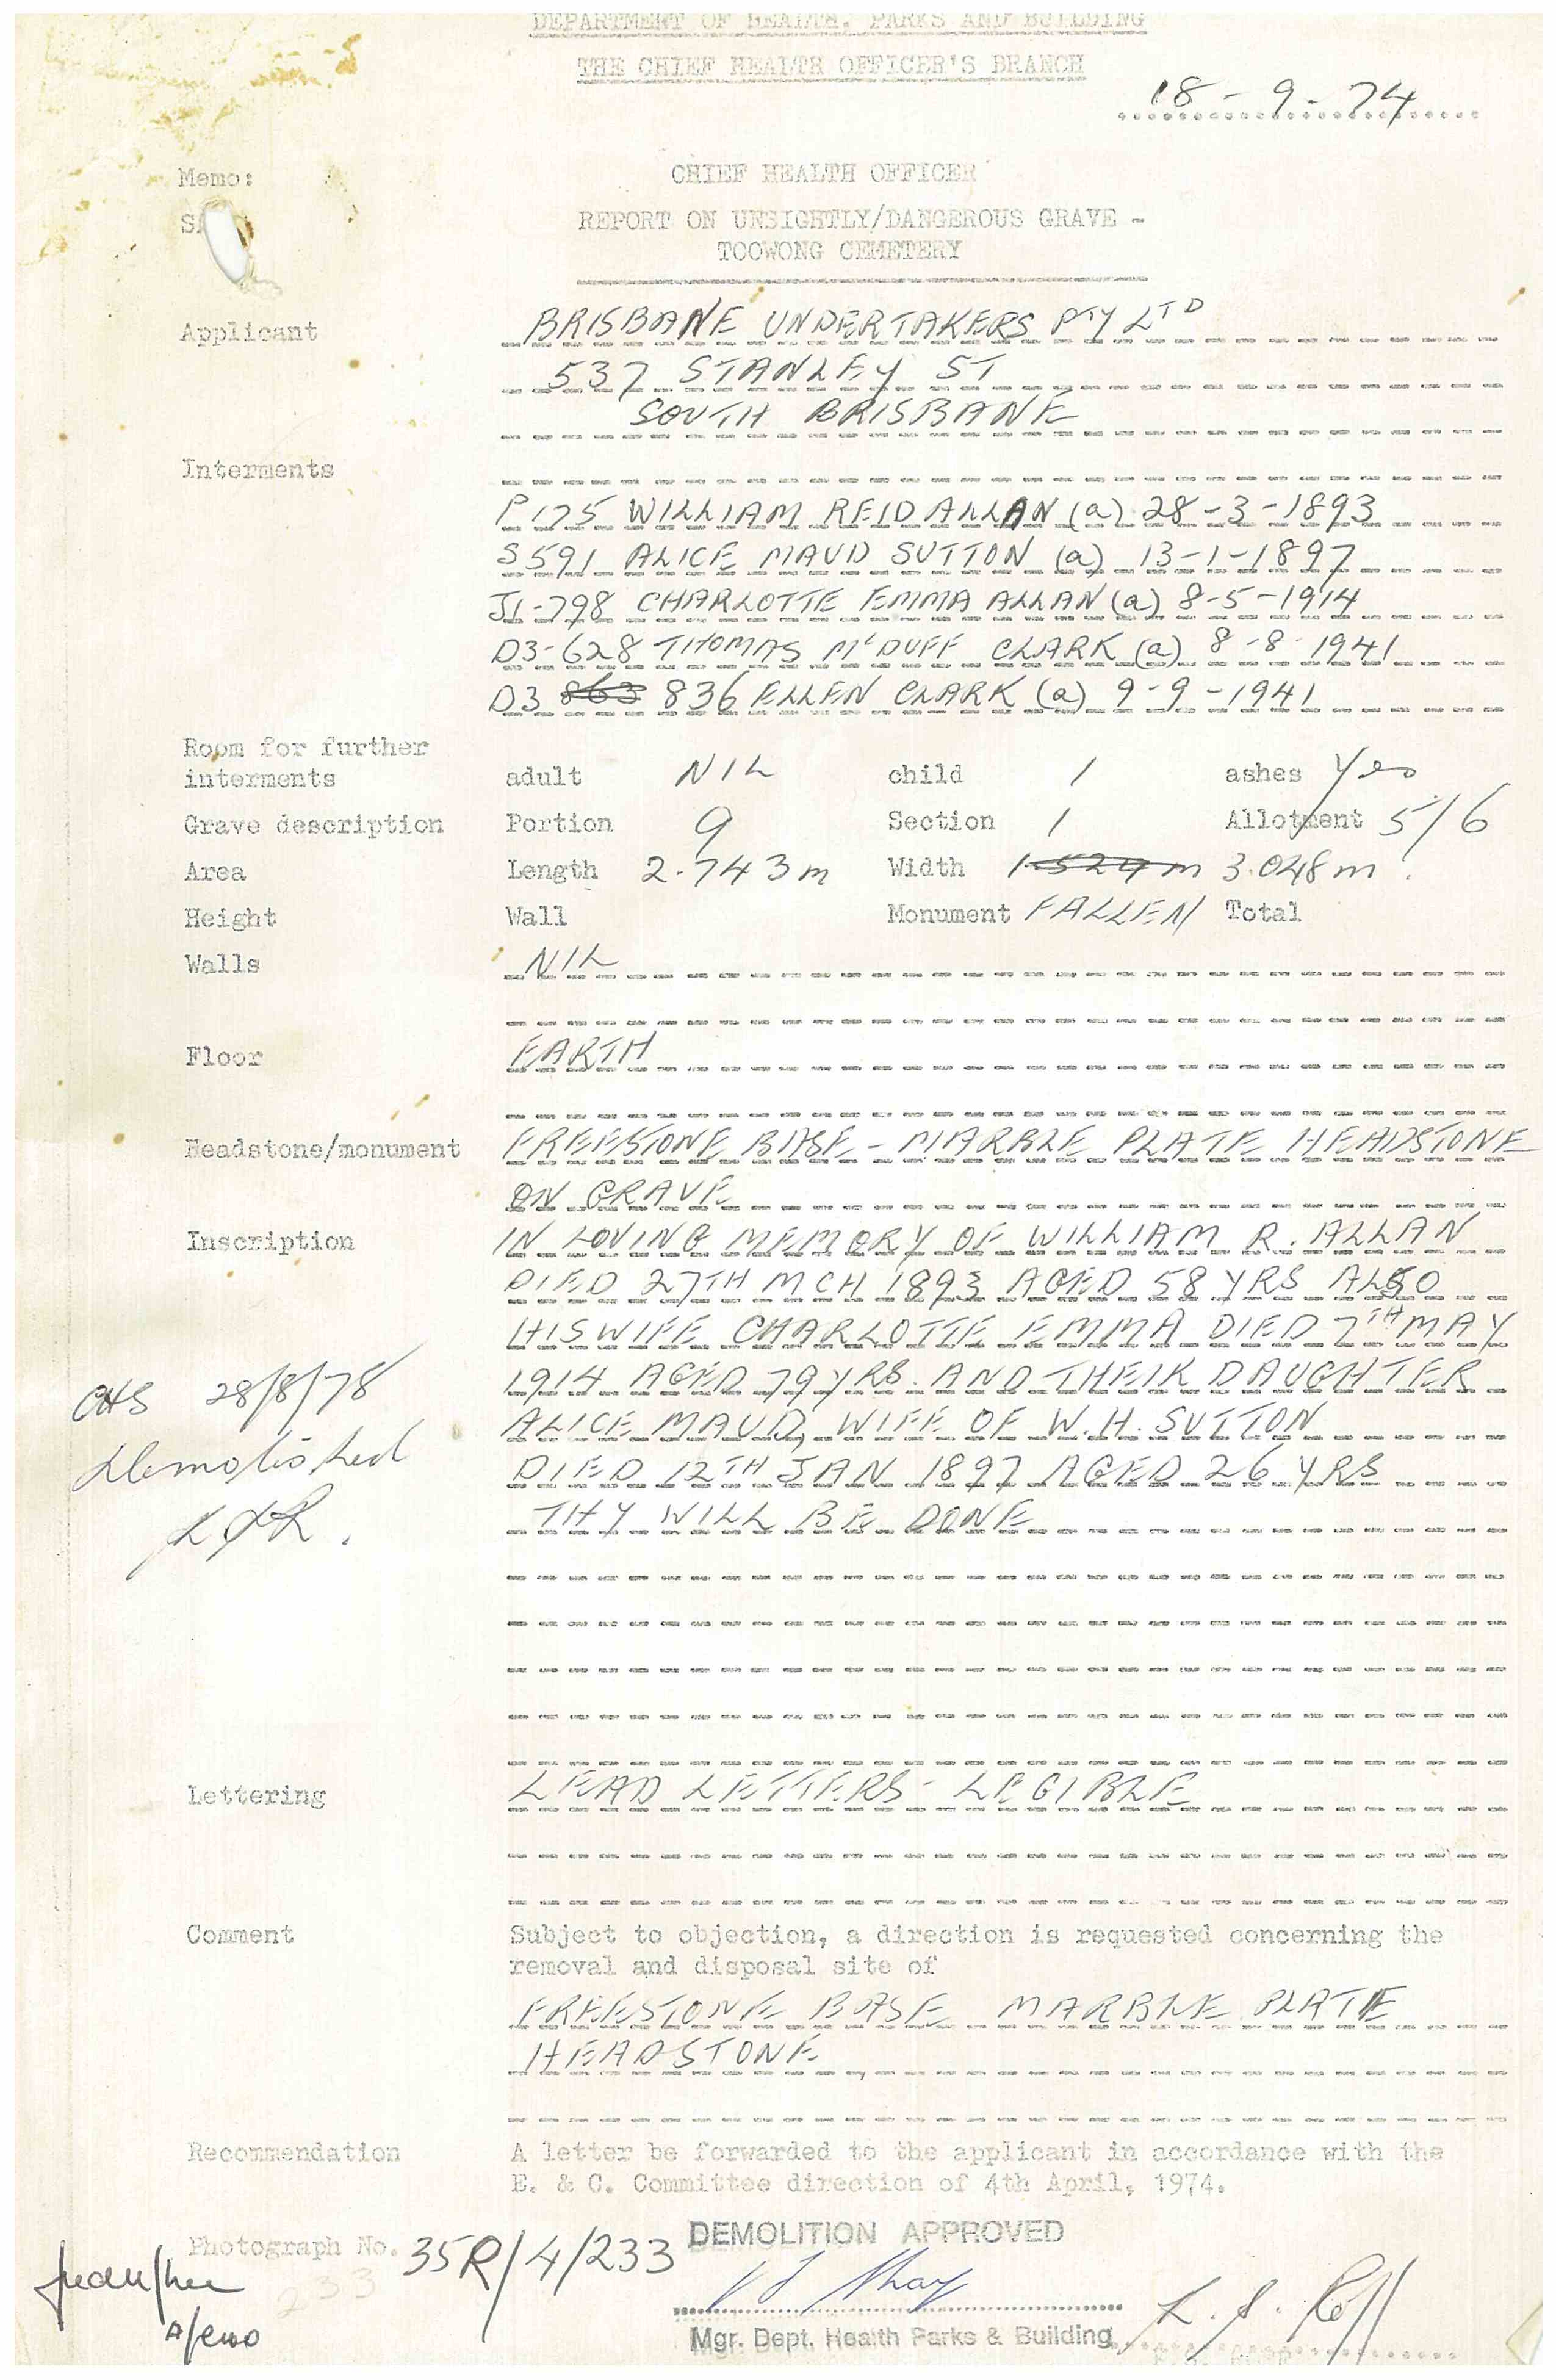 DEPARTMENT OF HEALTH, PARKS AND BUILDING
THE CHIEF HEALTH OFFICER'S BRANCH
18-9-74
Memo: CHIEF HEALTH OFFICER
REPORT ON UNSIGHTLY/DANGEROUS GRAVE -
TOOWONG CEMETERY
Applicant BRISBANE UNDERTAKERS PTY LTD
537 STANLEY ST
SOUTH BRISBANE
Interments
P175 WILLIAM REID ALLAN (a) 28-3-1893
S591 ALICE MAUD SUTTON (a) 13-1-1897
J1-798 CHARLOTTE EMMA ALLAN (a) 8-5-1914
D3-628 THOMAS McDUFF CLARK (a) 8-8-1941
D3 863 836 ELLEN CLARK (a) 9-9-1941
Room for further
interments adult NIL child 1 ashes Yes
Grave description Portion 9 Section 1 Allotment 5/6
Area Length 2.743m Width 1.529m 3.048m.
Height Wall Monument FALLEN Total
Walls NIL
Floor EARTH
Headstone/monument FREESTONE BASE - MARBLE PLATE HEADSTONE
ON GRAVE
Inscription IN LOVING MEMORY OF WILLIAM R. ALLAN
DIED 27TH MCH 1893 AGED 58 YRS ALSO
HIS WIFE CHARLOTTE EMMA DIED 7TH MAY
1914 AGED 79 YRS. AND THEIR DAUGHTER
ALICE MAUD, WIFE OF W.H. SUTTON
DIED 12TH JAN 1897 AGED 26 YRS
THY WILL BE DONE
28/8/78
Demolished
Lettering LEAD LETTERS - LEGIBLE
Comment Subject to objection, a direction is requested concerning the
removal and disposal site of
FREESTONE BASE MARBLE PLATE
HEADSTONE
Recommendation A letter be forwarded to the applicant in accordance with the
E. & C. Committee direction of 4th April, 1974.
Photograph No. 35R/4/233
233
DEMOLITION APPROVED
Mgr. Dept. Health Parks & Building